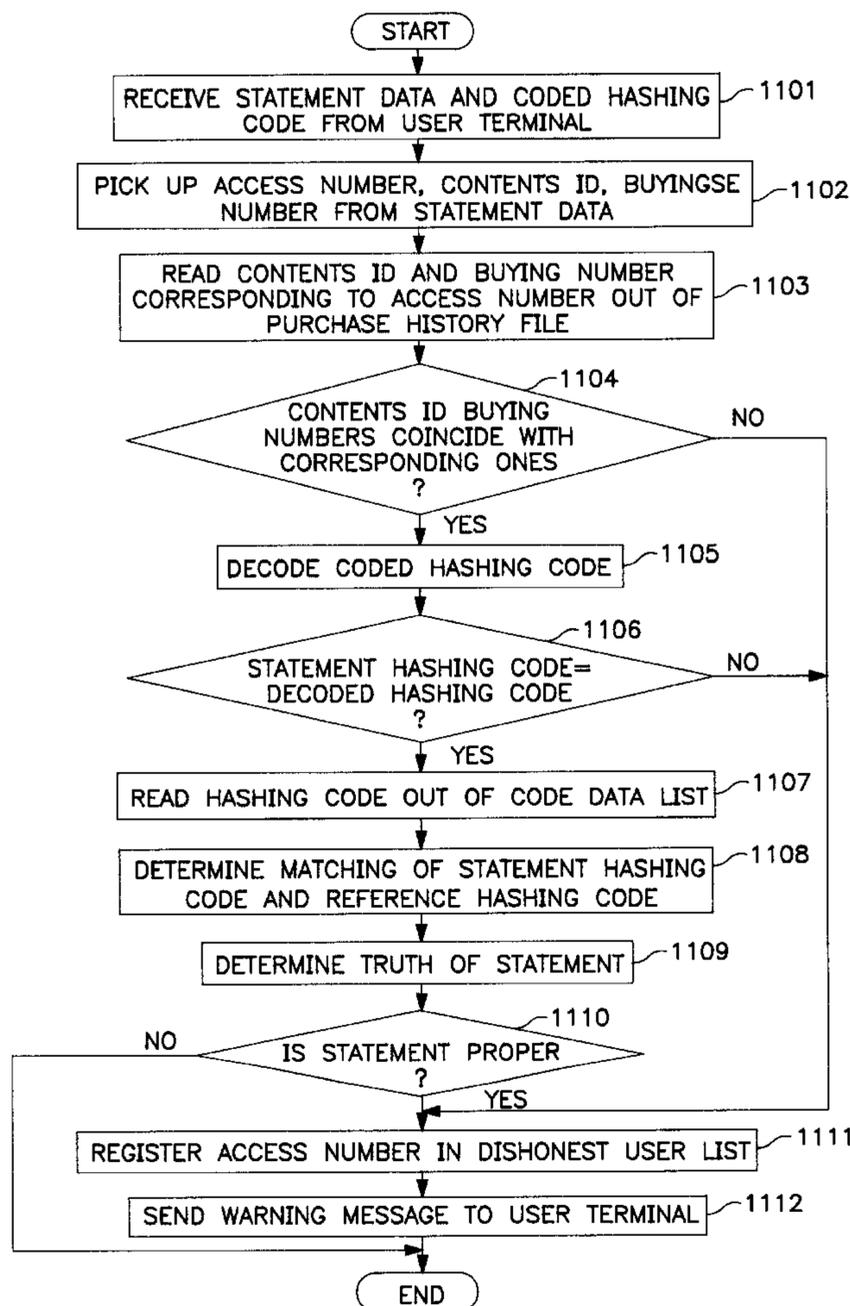 START
RECEIVE STATEMENT DATA AND CODED HASHING
CODE FROM USER TERMINAL
1101
PICK UP ACCESS NUMBER, CONTENTS ID, BUYINGSE
NUMBER FROM STATEMENT DATA
1102
READ CONTENTS ID AND BUYING NUMBER
CORRESPONDING TO ACCESS NUMBER OUT OF
PURCHASE HISTORY FILE
1103
1104
CONTENTS ID BUYING
NUMBERS COINCIDE WITH
CORRESPONDING ONES
?
NO
YES
DECODE CODED HASHING CODE
1105
1106
STATEMENT HASHING CODE=
DECODED HASHING CODE
?
NO
YES
READ HASHING CODE OUT OF CODE DATA LIST
1107
DETERMINE MATCHING OF STATEMENT HASHING
CODE AND REFERENCE HASHING CODE
1108
DETERMINE TRUTH OF STATEMENT
1109
1110
NO
IS STATEMENT PROPER
?
YES
REGISTER ACCESS NUMBER IN DISHONEST USER LIST
1111
SEND WARNING MESSAGE TO USER TERMINAL
1112
END